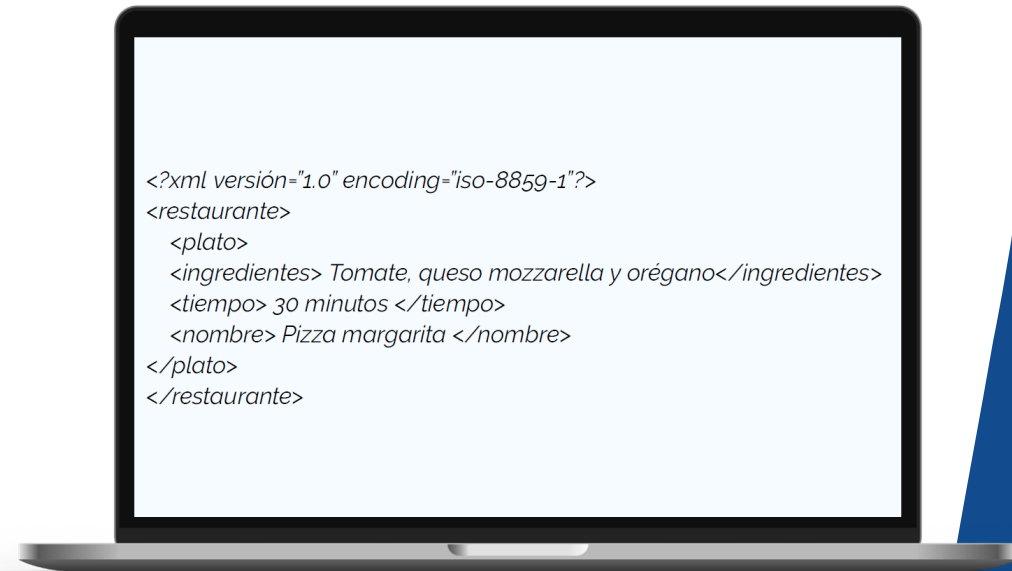 <?xml versión=”1.0” encoding=”iso-8859-1”?>
<restaurante>
<plato>
<ingredientes> Tomate, queso mozzarella y orégano</ingredientes>
<tiempo> 30 minutos </tiempo>
<nombre> Pizza margarita </nombre>
</plato>
</restaurante>